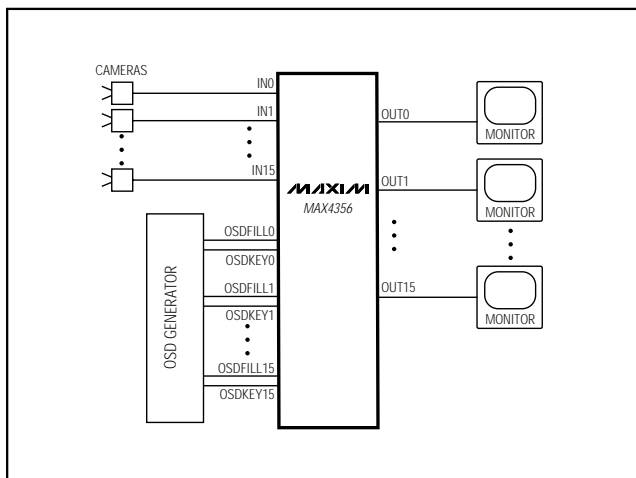 CAMERAS
IN0
IN1
IN15
OUT0
OUT1
OUT15
MONITOR
MONITOR
MONITOR
MAXIM
MAX4356
OSD GENERATOR
OSDFILL0
OSDKEY0
OSDFILL1
OSDKEY1
OSDFILL15
OSDKEY15